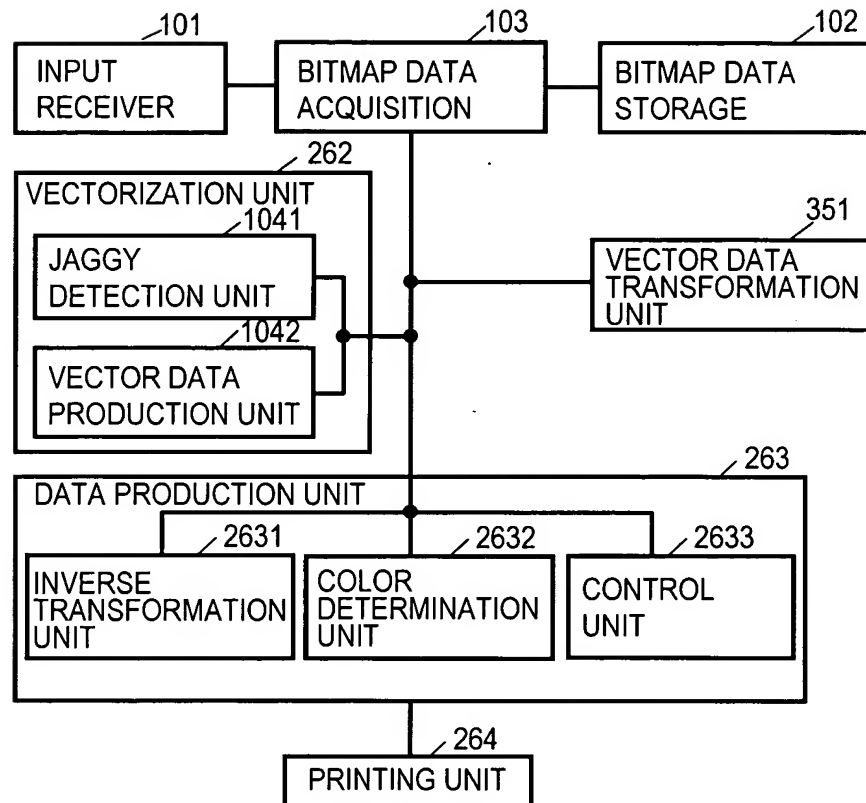 101
103
102
INPUT
RECEIVER
BITMAP DATA
ACQUISITION
BITMAP DATA
STORAGE
262
VECTORIZATION UNIT
1041
JAGGY
DETECTION UNIT
1042
VECTOR DATA
PRODUCTION UNIT
351
VECTOR DATA
TRANSFORMATION
UNIT
263
DATA PRODUCTION UNIT
2631
INVERSE
TRANSFORMATION
UNIT
2632
COLOR
DETERMINATION
UNIT
2633
CONTROL
UNIT
264
PRINTING UNIT